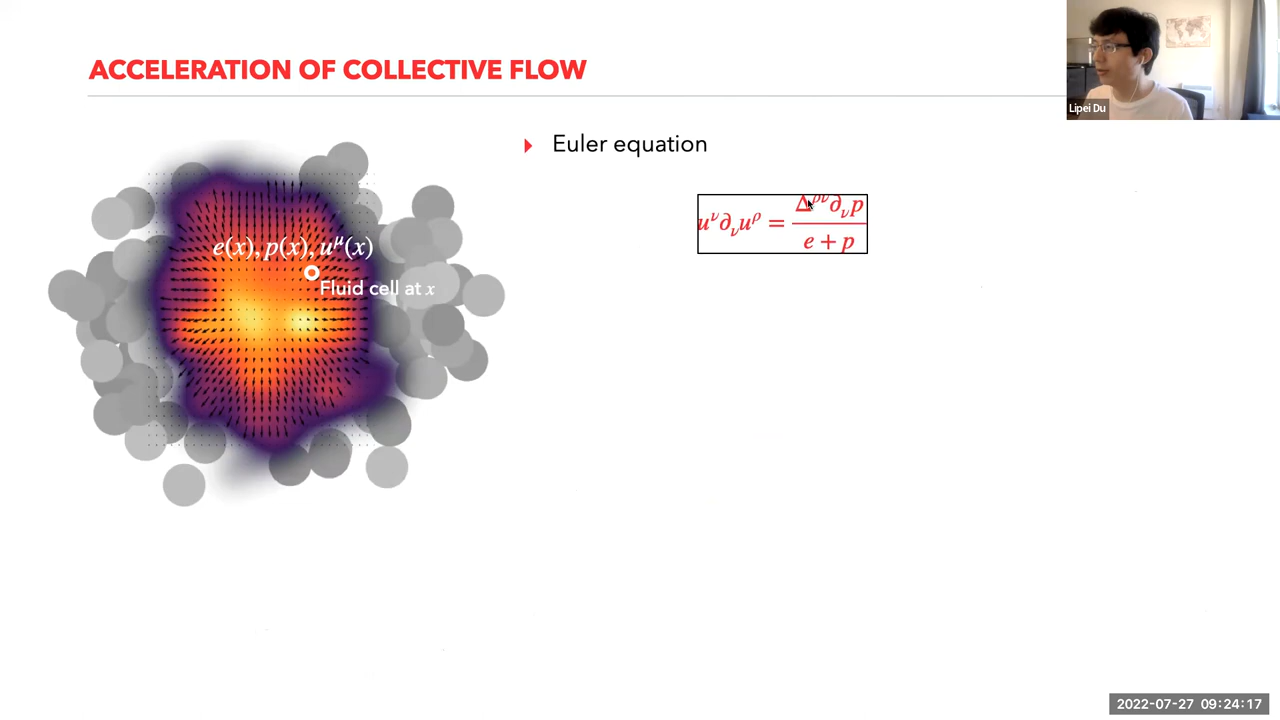 ACCELERATION OF COLLECTIVE FLOW
Lipei Du
Euler equation
u^ν ∂_ν u^ρ = Δ^{ρν} ∂_ν p / (e + p)
e(x), p(x), u^μ(x)
Fluid cell at x
2022-07-27 09:24:17